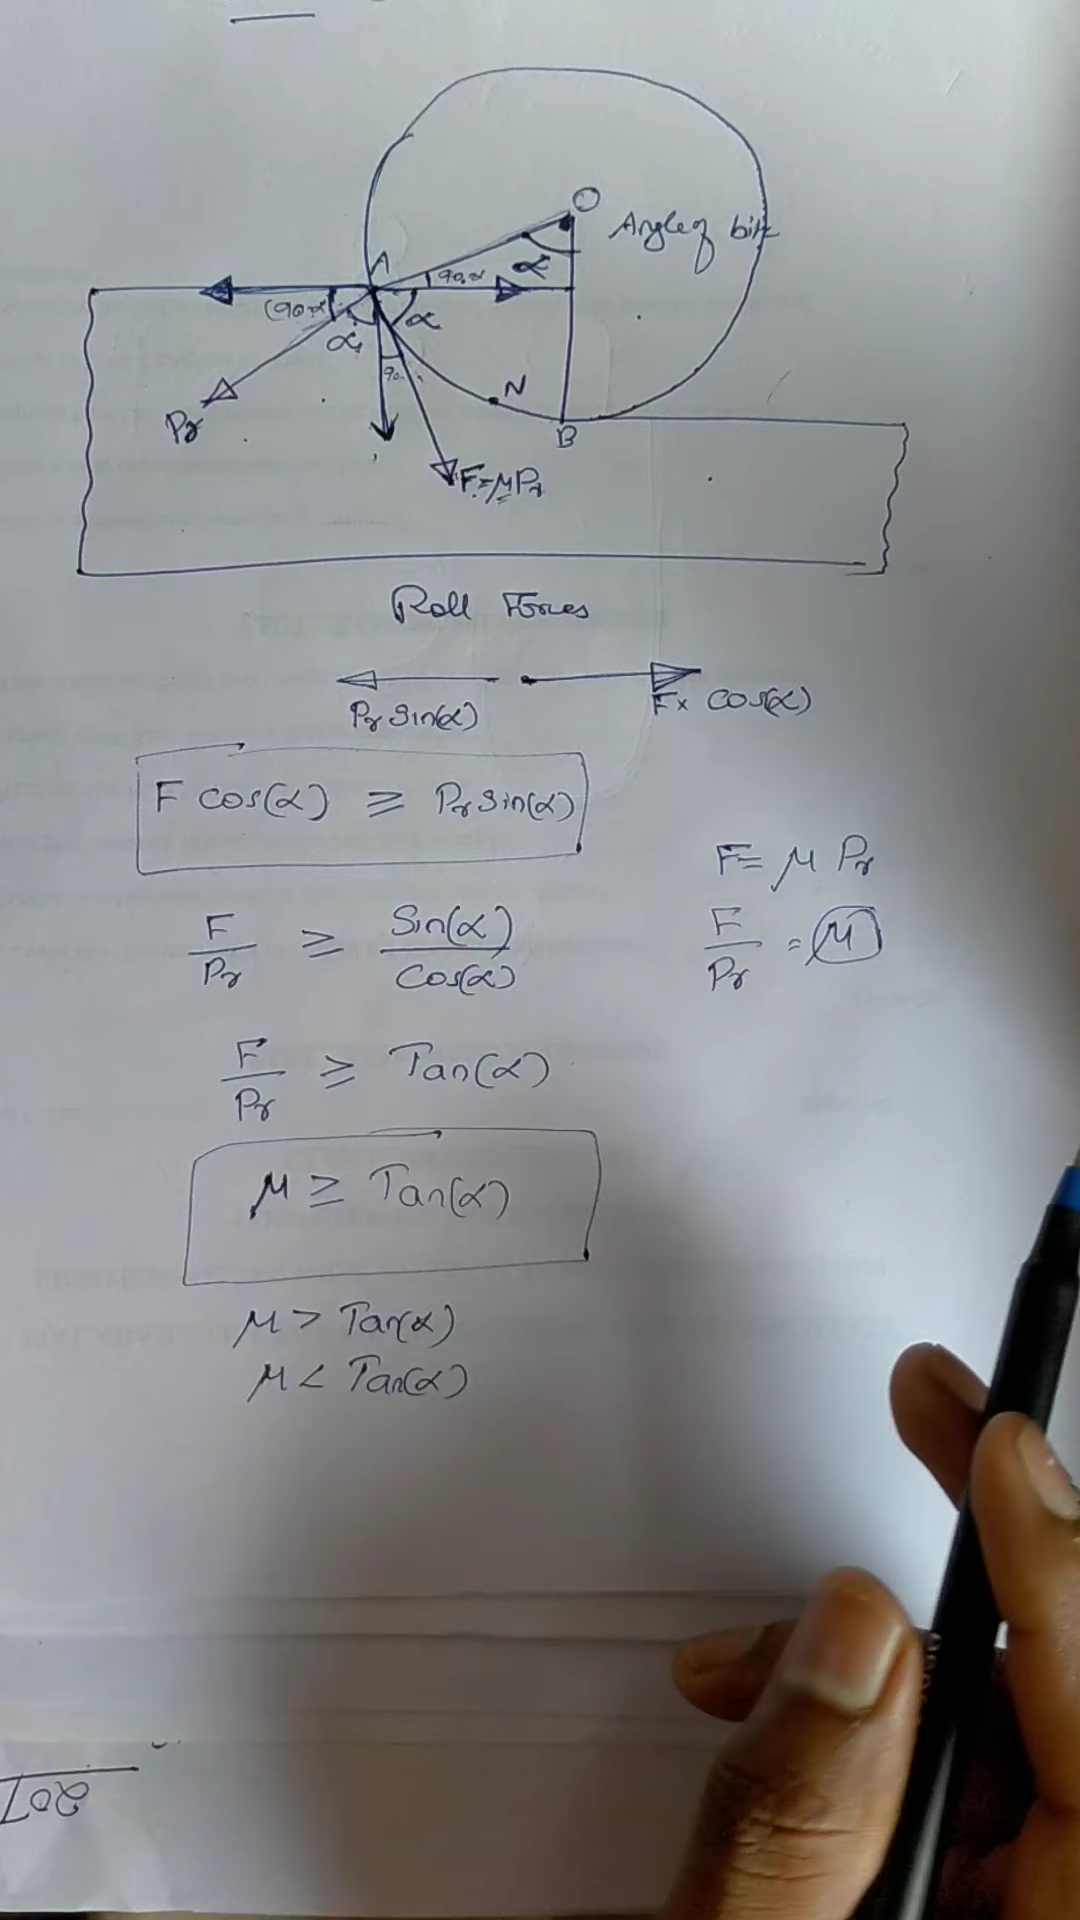 O
Angle of bite
α
A
90-α
(90-α
α
α
90-
Pr
N
B
F=μPr
Roll Forces
Pr Sin(α)
F× COS(α)
F COS(α) ≥ Pr Sin(α)
F= μ Pr
F/Pr ≥ Sin(α)/Cos(α)
F/Pr = μ
F/Pr ≥ Tan(α)
μ ≥ Tan(α)
μ > Tan(α)
μ < Tan(α)
207